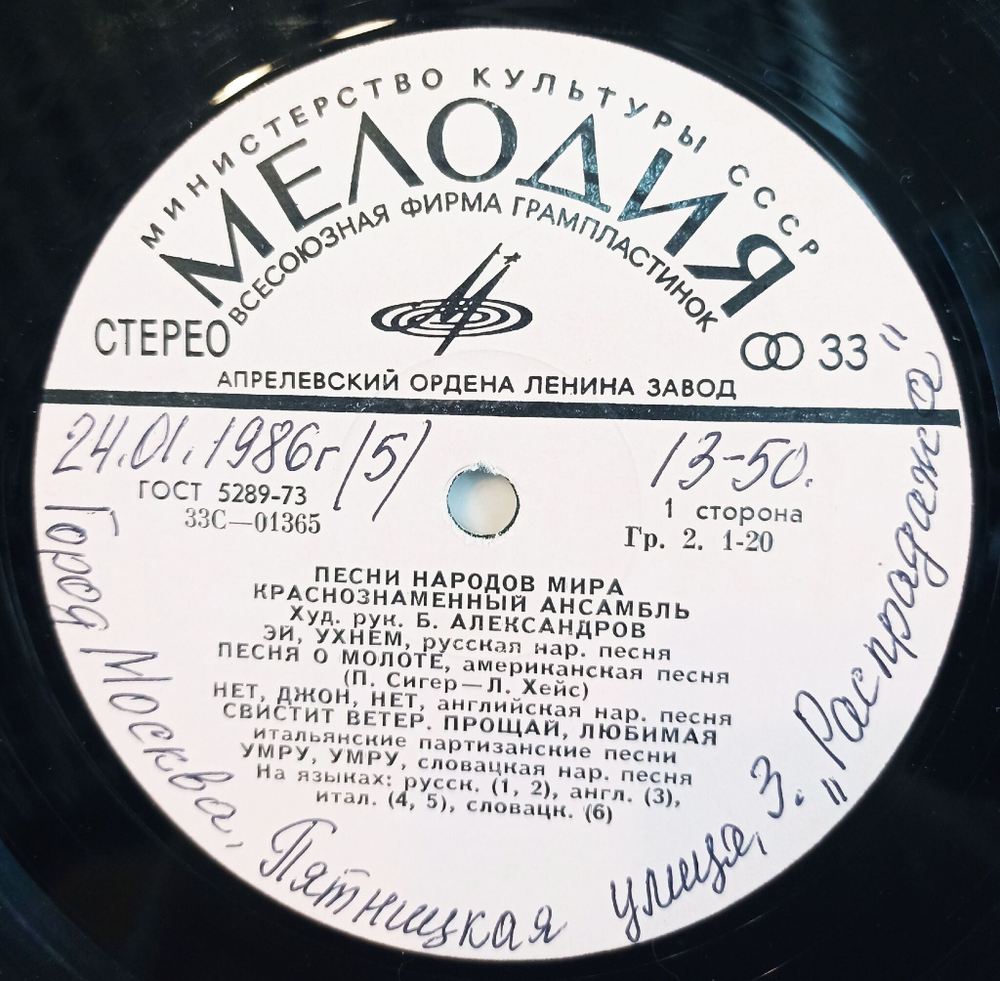 МИНИСТЕРСТВО КУЛЬТУРЫ СССР
МЕЛОДИЯ
ВСЕСОЮЗНАЯ ФИРМА ГРАМПЛАСТИНОК
СТЕРЕО
33
АПРЕЛЕВСКИЙ ОРДЕНА ЛЕНИНА ЗАВОД
24.01.1986г (5)
13-50.
ГОСТ 5289-73
33С—01365
1 сторона
Гр. 2. 1-20
ПЕСНИ НАРОДОВ МИРА
КРАСНОЗНАМЕННЫЙ АНСАМБЛЬ
Худ. рук. Б. АЛЕКСАНДРОВ
ЭЙ, УХНЕМ, русская нар. песня
ПЕСНЯ О МОЛОТЕ, американская песня
(П. Сигер—Л. Хейс)
НЕТ, ДЖОН, НЕТ, английская нар. песня
СВИСТИТ ВЕТЕР. ПРОЩАЙ, ЛЮБИМАЯ
итальянские партизанские песни
УМРУ, УМРУ, словацкая нар. песня
На языках: русск. (1, 2), англ. (3),
итал. (4, 5), словацк. (6)
Город Москва, Пятницкая улица, 3. "Распродажа"